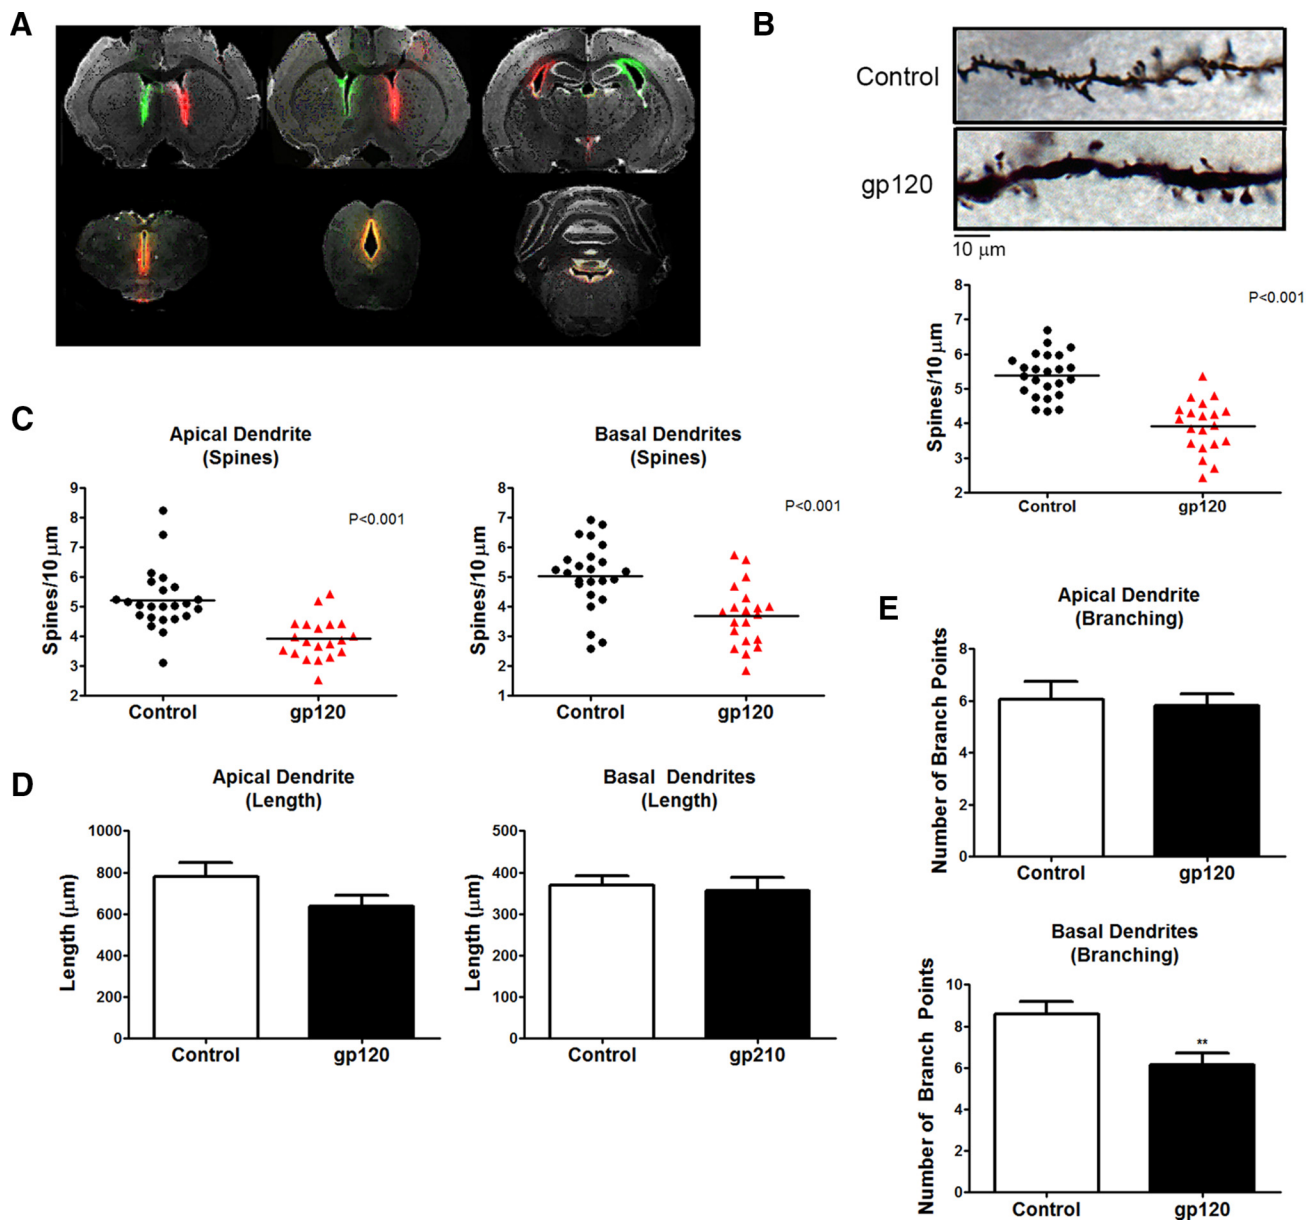 A
B
Control
gp120
10 μm
8
7
6
5
4
3
2
Spines/10 μm
P<0.001
Control
gp120
C
Apical Dendrite
(Spines)
9
8
7
6
5
4
3
2
Spines/10 μm
P<0.001
Control
gp120
Basal Dendrites
(Spines)
8
7
6
5
4
3
2
1
Spines/10 μm
P<0.001
Control
gp120
D
Apical Dendrite
(Length)
1000
800
600
400
200
0
Length (μm)
Control
gp120
Basal Dendrites
(Length)
500
400
300
200
100
0
Length (μm)
Control
gp210
E
Apical Dendrite
(Branching)
8
6
4
2
0
Number of Branch Points
Control
gp120
Basal Dendrites
(Branching)
10
8
6
4
2
0
Number of Branch Points
**
Control
gp120